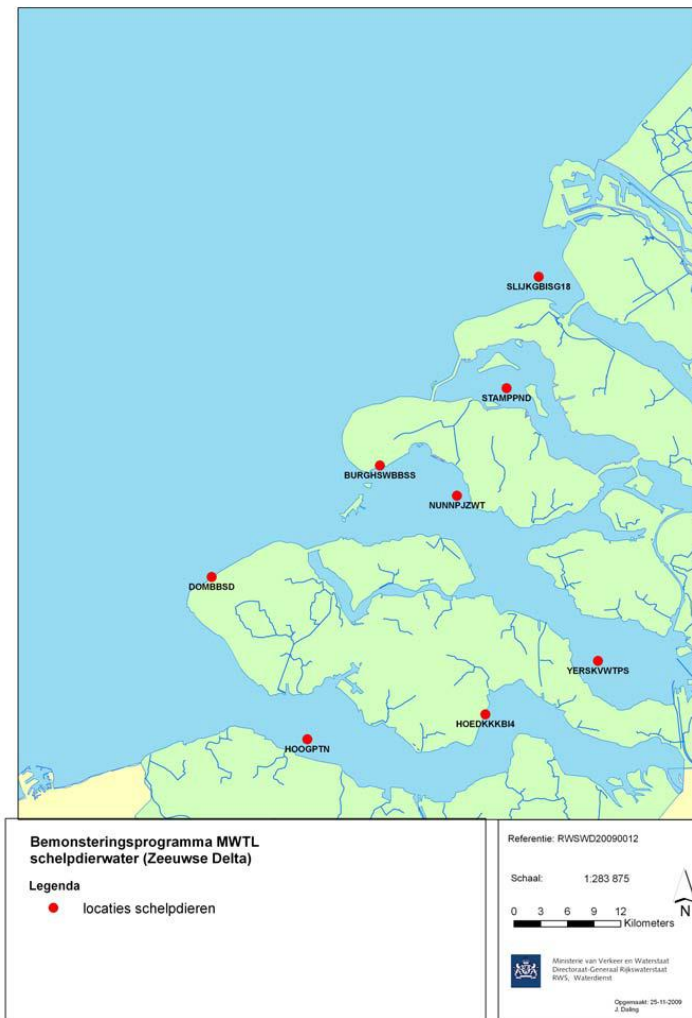 SLIJKGBISG18
STAMPPND
BURGHSWBBSS
NUNNPJZWT
DOMBBSD
YERSKVWTPS
HOEDKKKBI4
HOOGPTN
Bemonsteringsprogramma MWTL
schelpdierwater (Zeeuwse Delta)
Legenda
locaties schelpdieren
Referentie: RWSWD20090012
Schaal: 1:283 875
N
0 3 6 9 12
Kilometers
Ministerie van Verkeer en Waterstaat
Directoraat-Generaal Rijkswaterstaat
RWS, Waterdienst
Opgemaakt: 25-11-2009
J. Doling